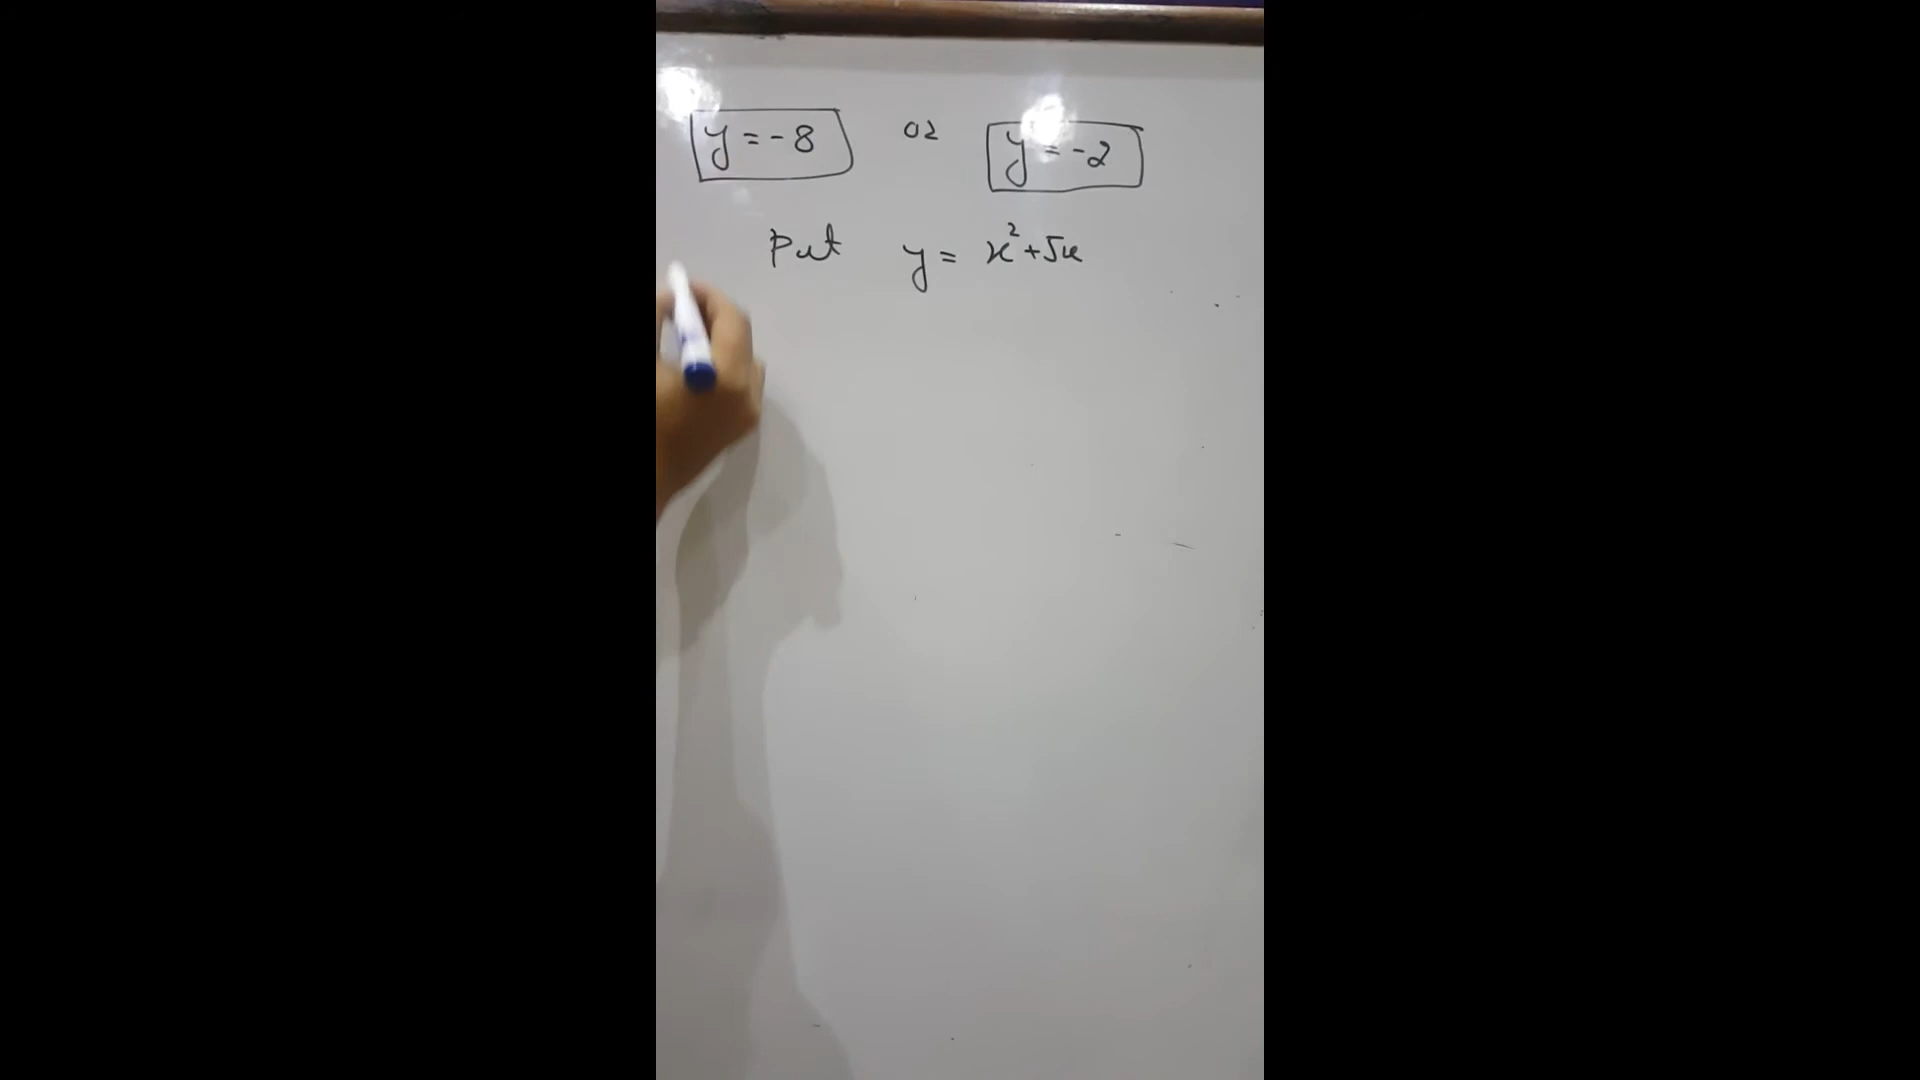 y = -8 or y = -2
Put y = x² + 5x